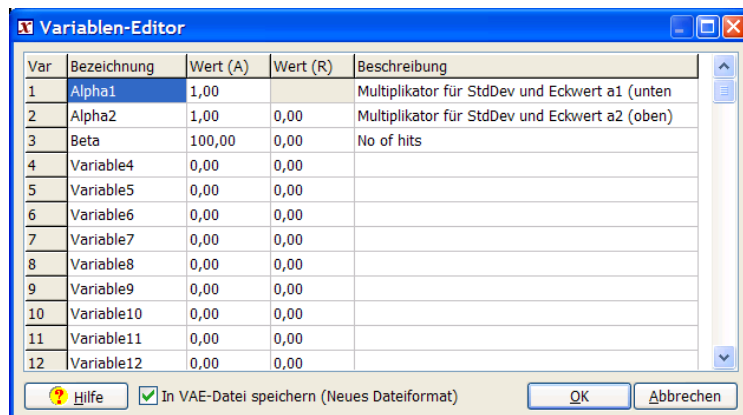 Variablen-Editor
Var Bezeichnung Wert (A) Wert (R) Beschreibung
1 Alpha1 1,00 Multiplikator für StdDev und Eckwert a1 (unten
2 Alpha2 1,00 0,00 Multiplikator für StdDev und Eckwert a2 (oben)
3 Beta 100,00 0,00 No of hits
4 Variable4 0,00 0,00
5 Variable5 0,00 0,00
6 Variable6 0,00 0,00
7 Variable7 0,00 0,00
8 Variable8 0,00 0,00
9 Variable9 0,00 0,00
10 Variable10 0,00 0,00
11 Variable11 0,00 0,00
12 Variable12 0,00 0,00
Hilfe In VAE-Datei speichern (Neues Dateiformat) OK Abbrechen